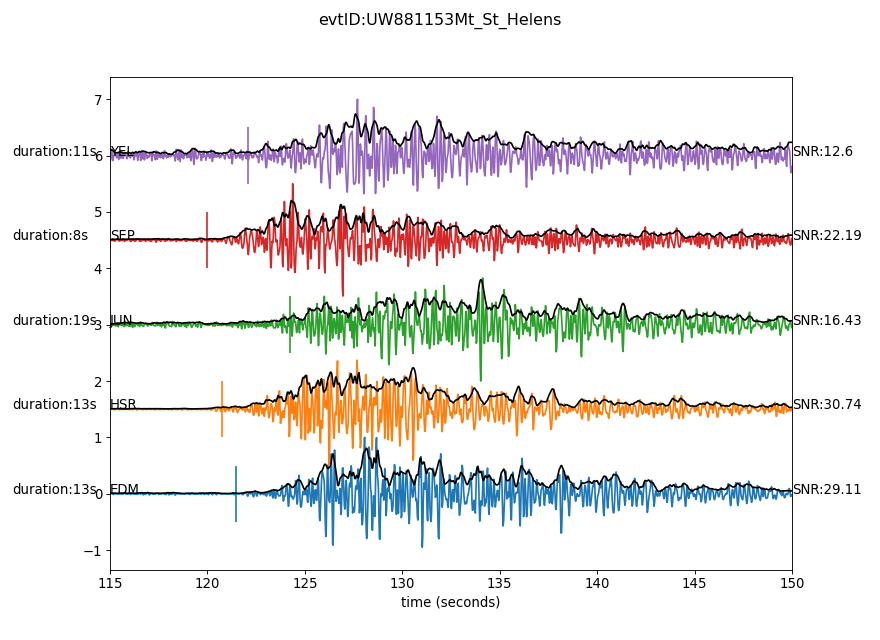 evtID:UW881153Mt_St_Helens
7
duration:11s 6 YEL SNR:12.6
5
duration:8s SEP SNR:22.19
4
duration:19s 3 JUN SNR:16.43
2
duration:13s HSR SNR:30.74
1
duration:13s 0 EDM SNR:29.11
−1
115 120 125 130 135 140 145 150
time (seconds)